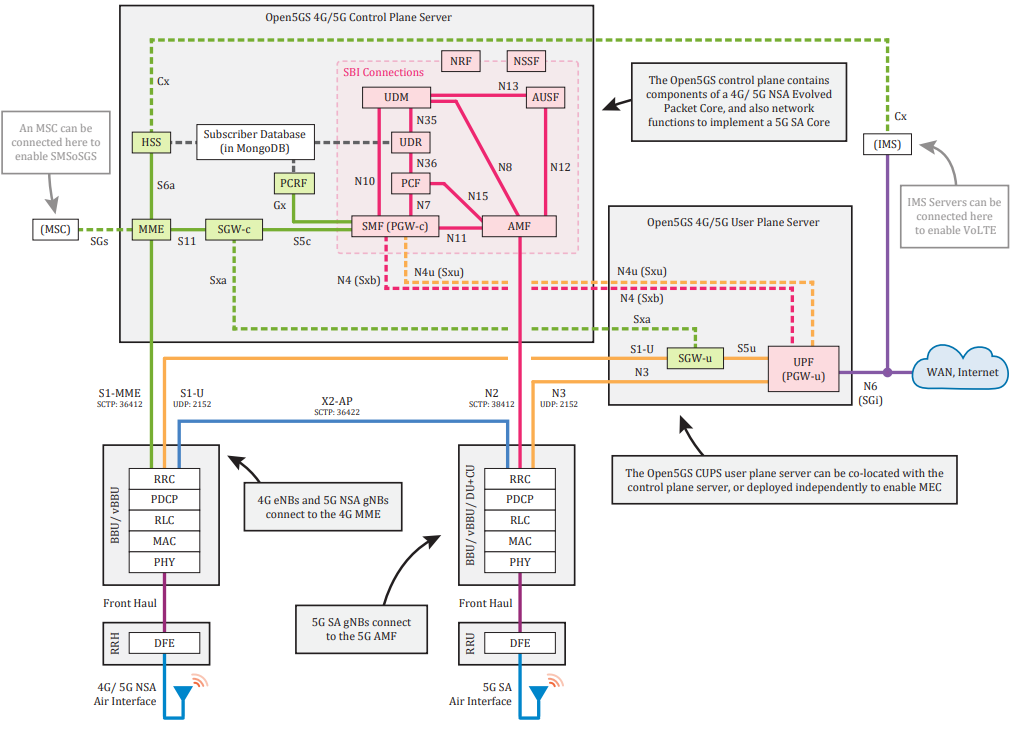 Open5GS 4G/5G Control Plane Server
NRF
NSSF
SBI Connections
Cx
N13
UDM
AUSF
The Open5GS control plane contains
components of a 4G/ 5G NSA Evolved
Packet Core, and also network
functions to implement a 5G SA Core
An MSC can be
connected here to
enable SMSoSGS
N35
Cx
HSS
Subscriber Database
(in MongoDB)
UDR
(IMS)
N36
N8
N12
S6a
PCRF
N10
PCF
N15
Gx
N7
IMS Servers can be
connected here
to enable VoLTE
(MSC)
SGs
MME
S11
SGW-c
S5c
SMF (PGW-c)
N11
AMF
Open5GS 4G/5G User Plane Server
Sxa
N4 (Sxb)
N4u (Sxu)
N4u (Sxu)
N4 (Sxb)
Sxa
S1-U
SGW-u
S5u
UPF
(PGW-u)
N3
N6
(SGi)
WAN, Internet
S1-MME
SCTP: 36412
S1-U
UDP: 2152
X2-AP
SCTP: 36422
N2
SCTP: 38412
N3
UDP: 2152
BBU/ vBBU
RRC
PDCP
RLC
MAC
PHY
4G eNBs and 5G NSA gNBs
connect to the 4G MME
BBU/ vBBU/ DU+CU
RRC
PDCP
RLC
MAC
PHY
The Open5GS CUPS user plane server can be co-located with the
control plane server, or deployed independently to enable MEC
Front Haul
5G SA gNBs connect
to the 5G AMF
Front Haul
RRH
DFE
RRU
DFE
4G/ 5G NSA
Air Interface
5G SA
Air Interface